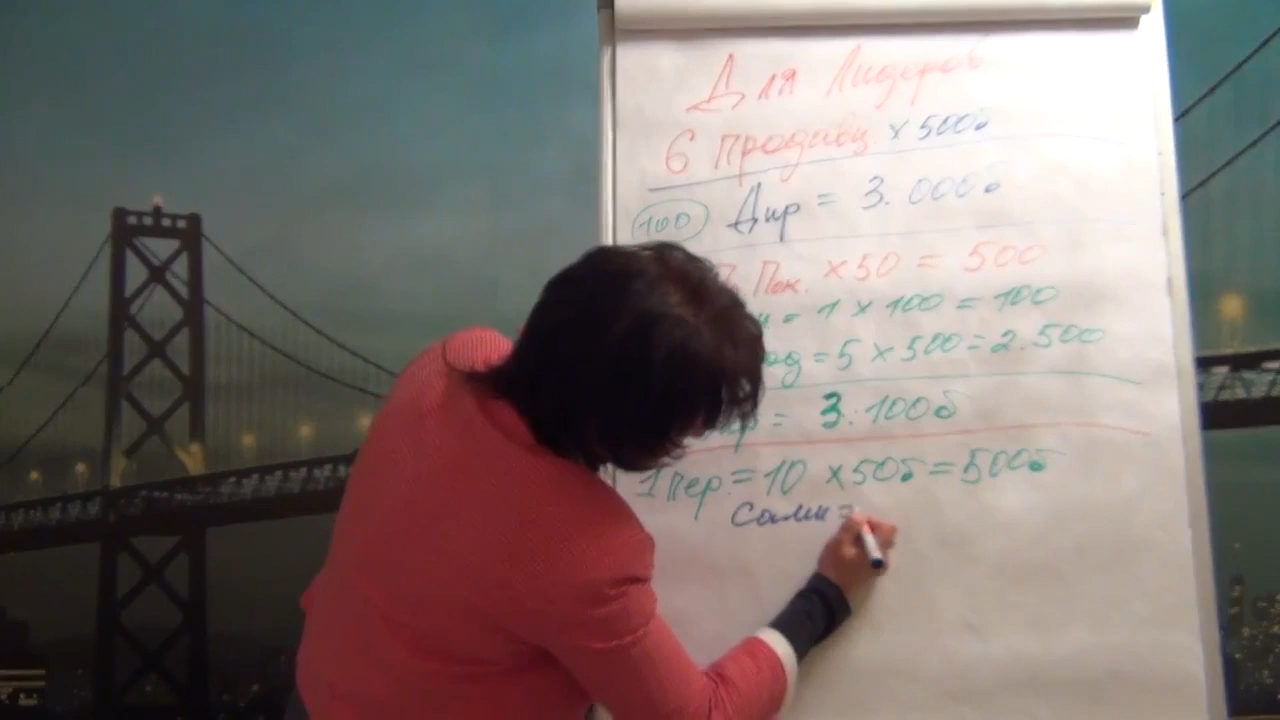 Для Лидеров
6 продавц x 500б
100 Дир = 3.000б
Пок. x 50 = 500
= 1 x 100 = 100
= 5 x 500 = 2.500
= 3.100б
1 пер. = 10 x 50б = 500б
Сами =